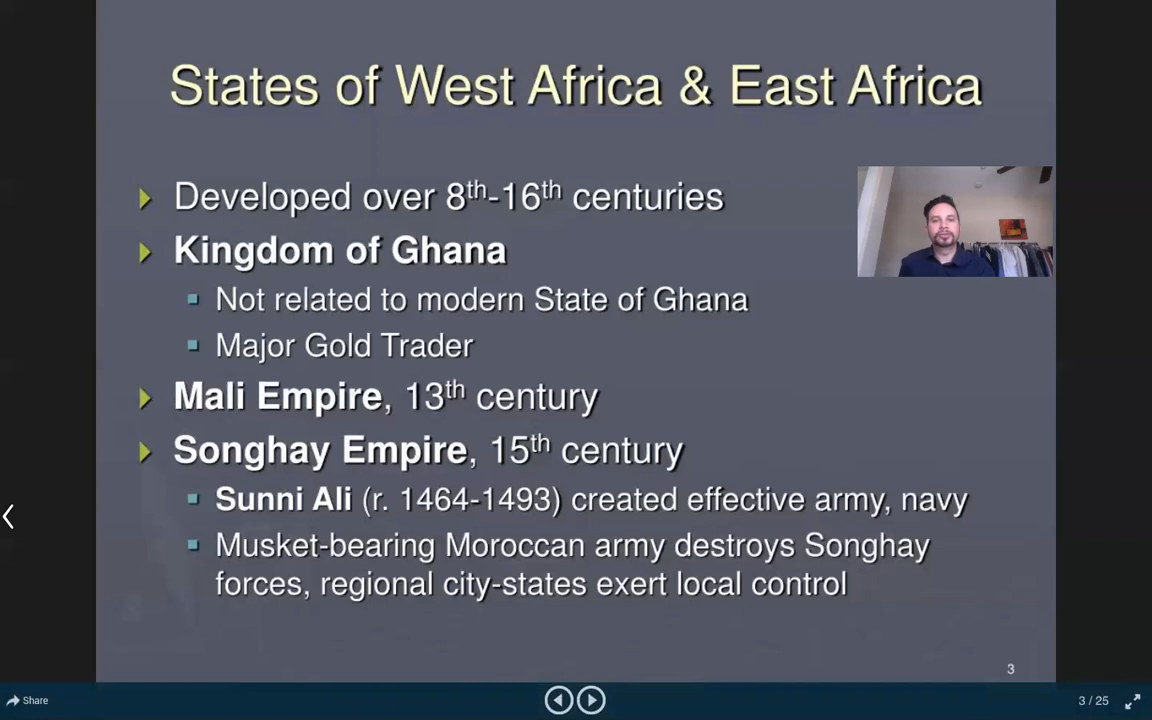 States of West Africa & East Africa
Developed over 8th-16th centuries
Kingdom of Ghana
Not related to modern State of Ghana
Major Gold Trader
Mali Empire, 13th century
Songhay Empire, 15th century
Sunni Ali (r. 1464-1493) created effective army, navy
Musket-bearing Moroccan army destroys Songhay
forces, regional city-states exert local control
3
Share
3 / 25